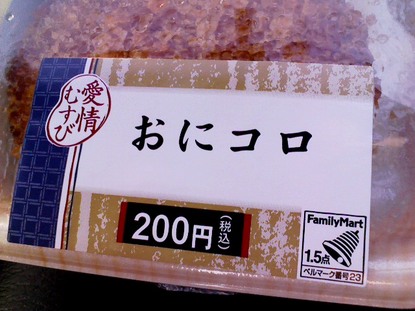 愛情
むすび
おにコロ
200円(税込)
FamilyMart
1.5点
ベルマーク番号23